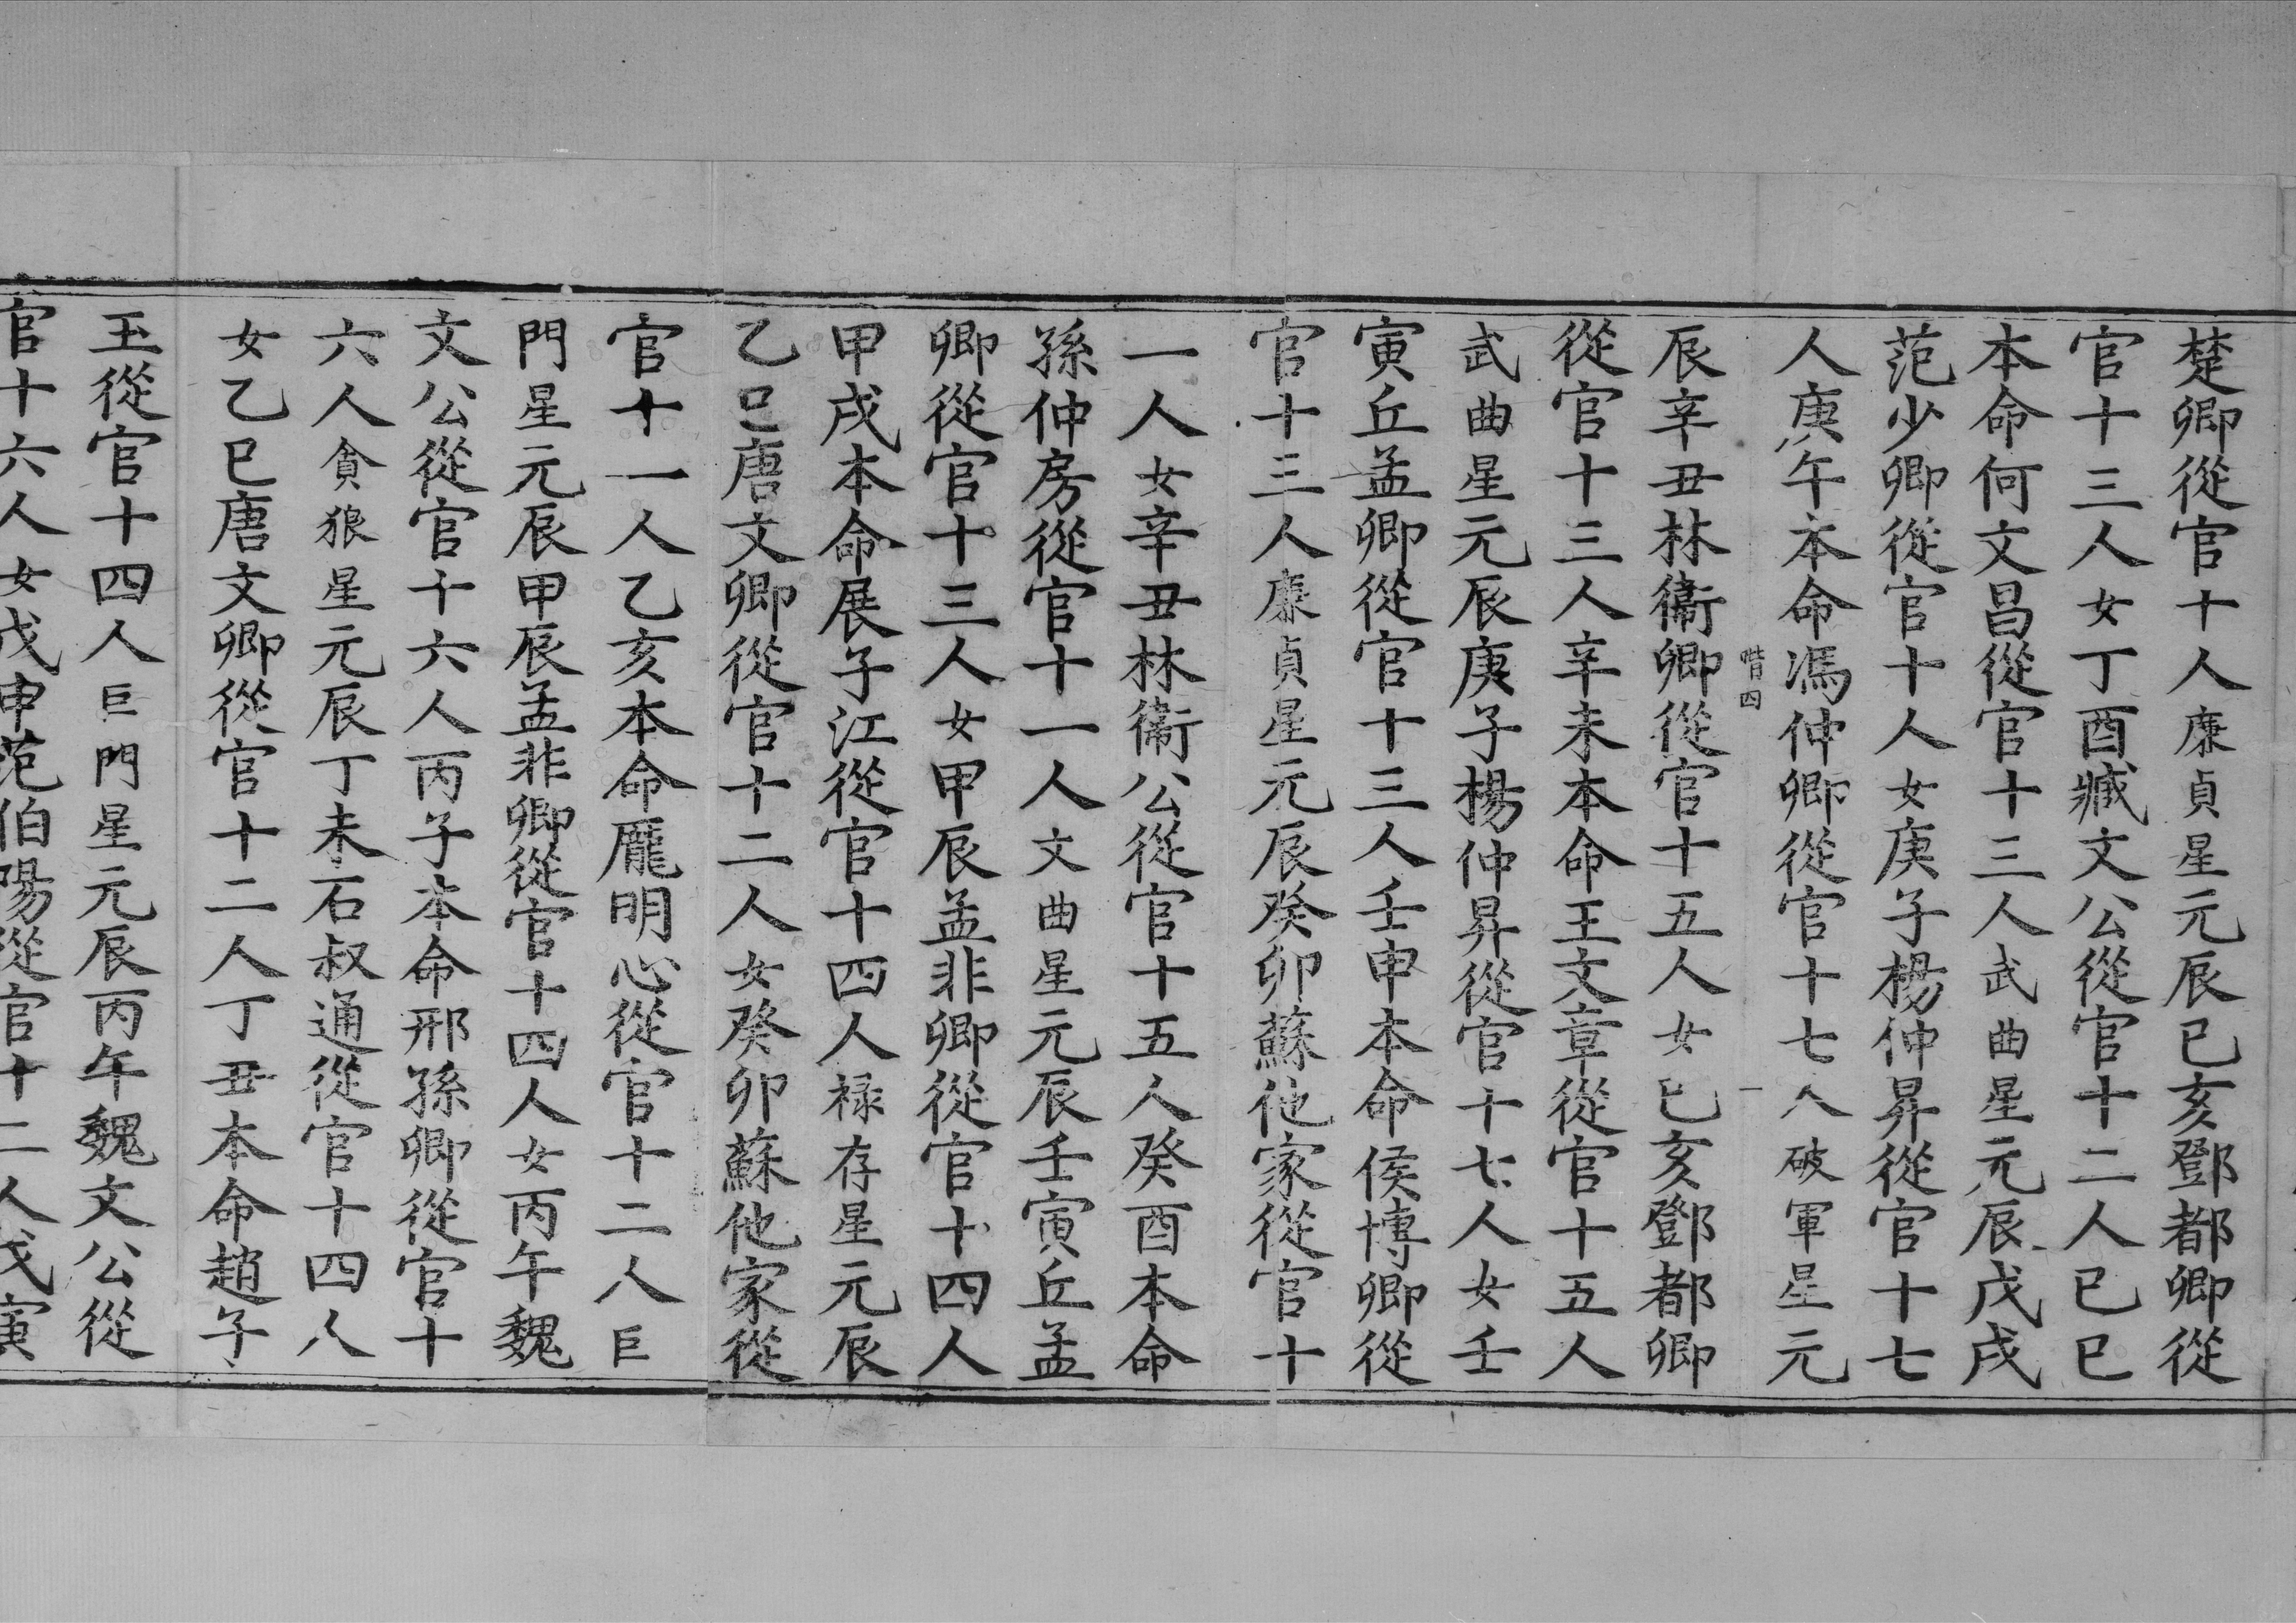 楚卿從官十人廉貞星元辰巳亥鄧都卿從
官十三人女丁酉臧文公從官十二人巳巳
本命何文昌從官十三人武曲星元辰戊戌
范少卿從官十人女庚子楊仲昇從官十七
人庚午本命馮仲卿從官十七人破軍星元
堦四
一
辰辛丑林衞卿從官十五人女巳亥鄧都卿
從官十三人辛未本命王文章從官十五人
武曲星元辰庚子楊仲昇從官十七人女壬
寅丘孟卿從官十三人壬申本命侯博卿從
官十三人廉貞星元辰癸卯蘇他家從官十
一人女辛丑林衞公從官十五人癸酉本命
孫仲房從官十一人文曲星元辰壬寅丘孟
卿從官十三人女甲辰孟非卿從官十四人
甲戌本命展子江從官十四人禄存星元辰
乙巳唐文卿從官十二人女癸卯蘇他家從
官十一人乙亥本命龐明心從官十二人巨
門星元辰甲辰孟非卿從官十四人女丙午魏
文公從官十六人丙子本命邢孫卿從官十
六人貪狼星元辰丁未石叔通從官十四人
女乙巳唐文卿從官十二人丁丑本命趙子
玉從官十四人巨門星元辰丙午魏文公從
官十六人女戊申范伯陽從官十二人戊寅